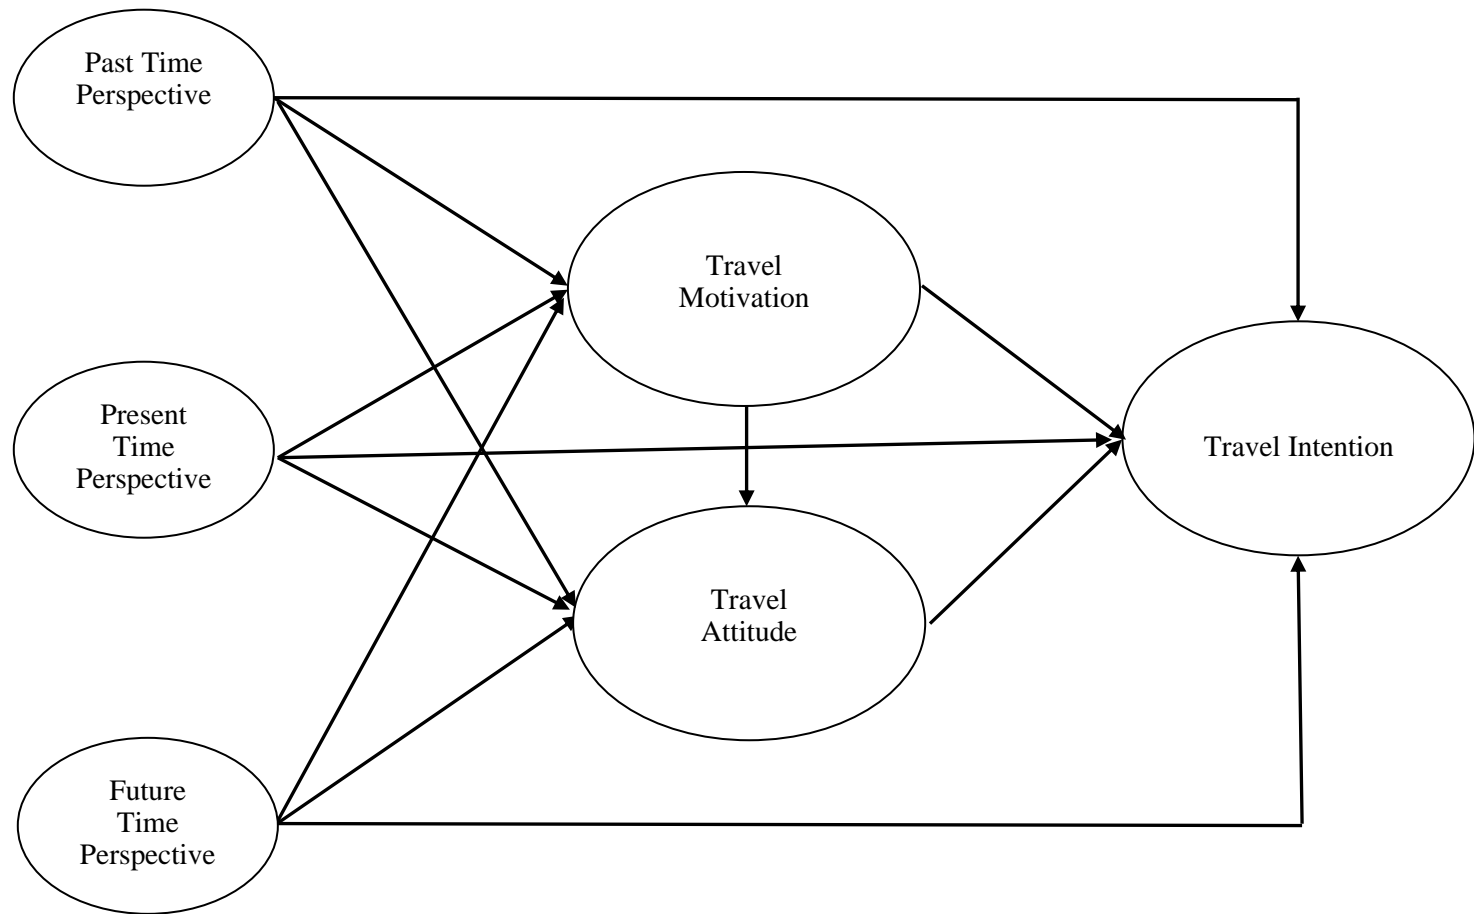 Past Time
Perspective
Travel
Motivation
Present
Time
Perspective
Travel Intention
Travel
Attitude
Future
Time
Perspective